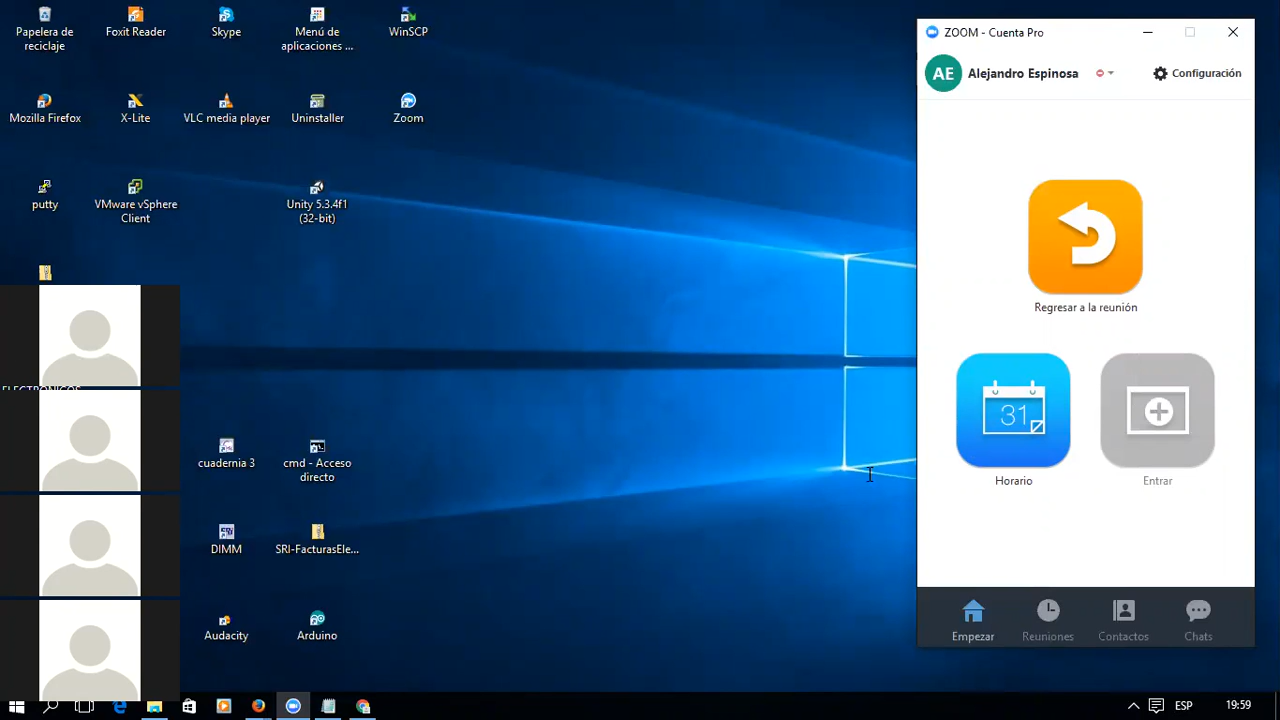 Papelera de
reciclaje
Foxit Reader
Skype
Menú de
aplicaciones ...
WinSCP
Mozilla Firefox
X-Lite
VLC media player
Uninstaller
Zoom
putty
VMware vSphere
Client
Unity 5.3.4f1
(32-bit)
ELECTRONICOS
cuadernia 3
cmd - Acceso
directo
DIMM
SRI-FacturasEle...
Audacity
Arduino
ZOOM - Cuenta Pro
AE
Alejandro Espinosa
Configuración
Regresar a la reunión
31
Horario
Entrar
Empezar
Reuniones
Contactos
Chats
ESP
19:59